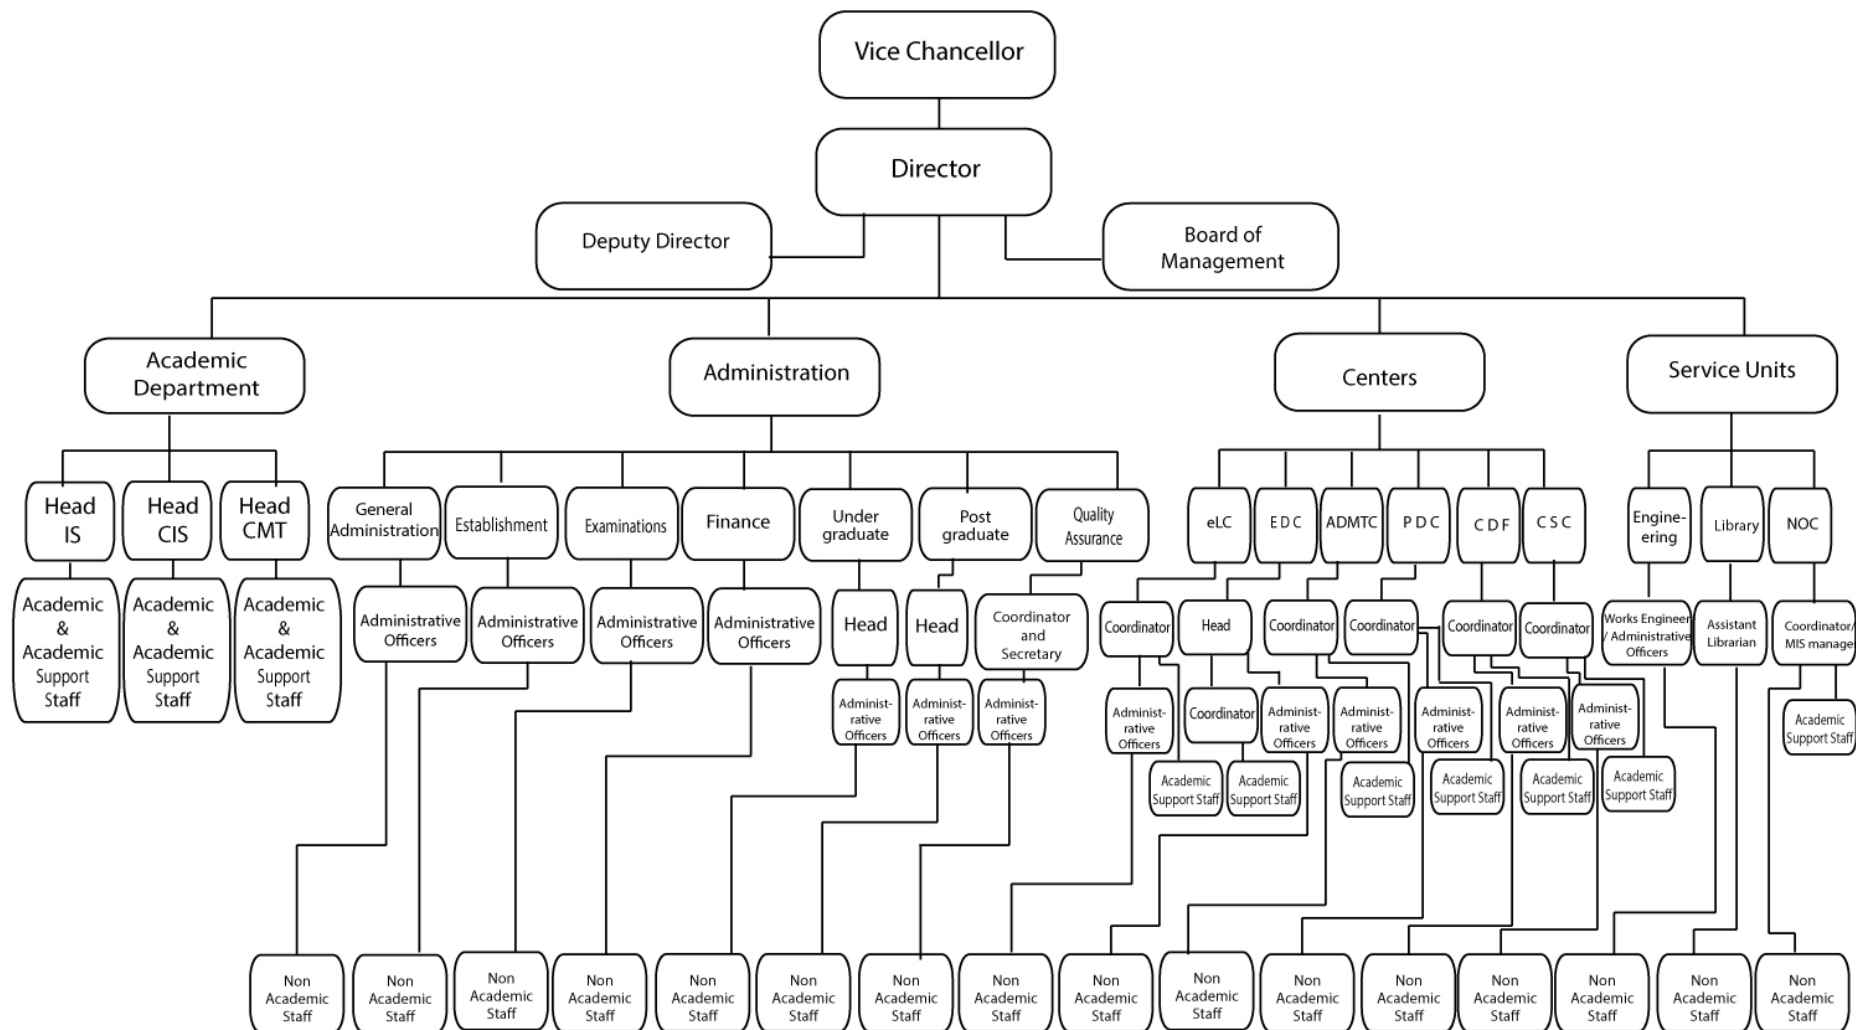 Vice Chancellor
Director
Deputy Director
Board of
Management
Academic
Department
Administration
Centers
Service Units
Head
IS
Head
CIS
Head
CMT
General
Administration
Establishment
Examinations
Finance
Under
graduate
Post
graduate
Quality
Assurance
eLC
E D C
ADMTC
P D C
C D F
C S C
Engine-
ering
Library
NOC
Academic
&
Academic
Support
Staff
Academic
&
Academic
Support
Staff
Academic
&
Academic
Support
Staff
Administrative
Officers
Administrative
Officers
Administrative
Officers
Administrative
Officers
Head
Head
Coordinator
and
Secretary
Coordinator
Head
Coordinator
Coordinator
Coordinator
Coordinator
Works Engineer
/ Administrative
Officers
Assistant
Librarian
Coordinator/
MIS manage
Administ-
rative
Officers
Administ-
rative
Officers
Administ-
rative
Officers
Administ-
rative
Officers
Coordinator
Administ-
rative
Officers
Administ-
rative
Officers
Administ-
rative
Officers
Administ-
rative
Officers
Administ-
rative
Officers
Academic
Support Staff
Academic
Support Staff
Academic
Support Staff
Academic
Support Staff
Academic
Support Staff
Academic
Support Staff
Academic
Support Staff
Non
Academic
Staff
Non
Academic
Staff
Non
Academic
Staff
Non
Academic
Staff
Non
Academic
Staff
Non
Academic
Staff
Non
Academic
Staff
Non
Academic
Staff
Non
Academic
Staff
Non
Academic
Staff
Non
Academic
Staff
Non
Academic
Staff
Non
Academic
Staff
Non
Academic
Staff
Non
Academic
Staff
Non
Academic
Staff